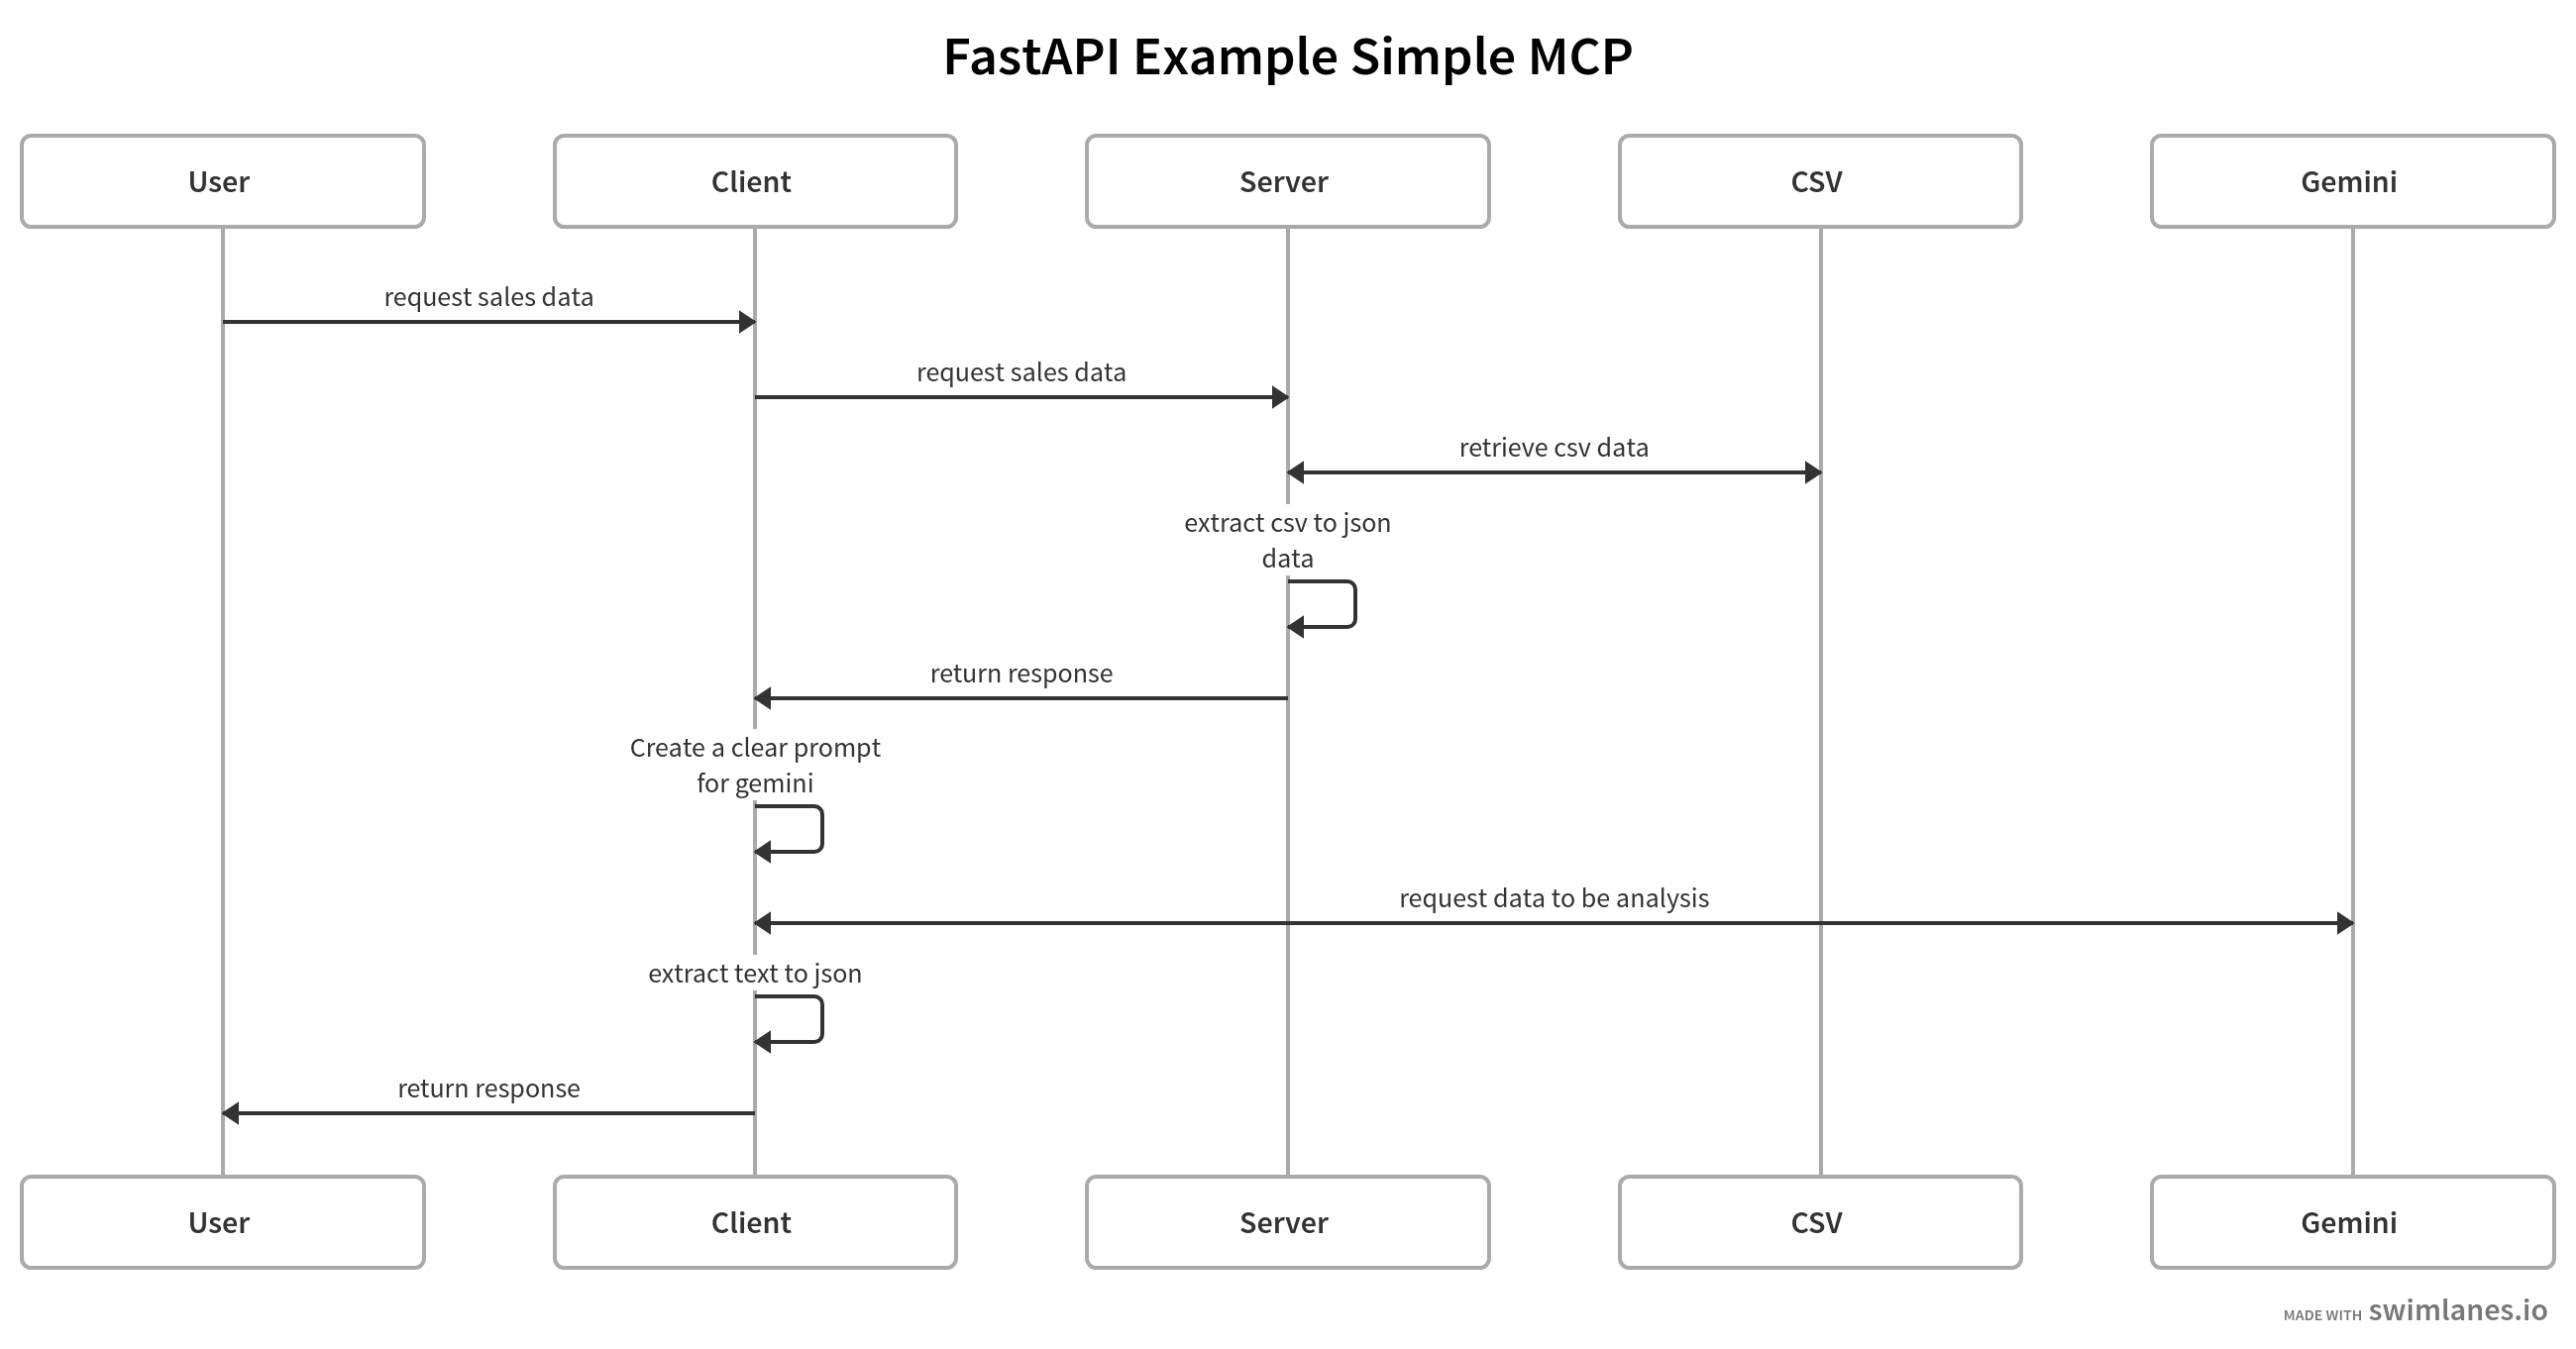 FastAPI Example Simple MCP
User
Client
Server
CSV
Gemini
request sales data
request sales data
retrieve csv data
extract csv to json
data
return response
Create a clear prompt
for gemini
request data to be analysis
extract text to json
return response
User
Client
Server
CSV
Gemini
MADE WITH swimlanes.io